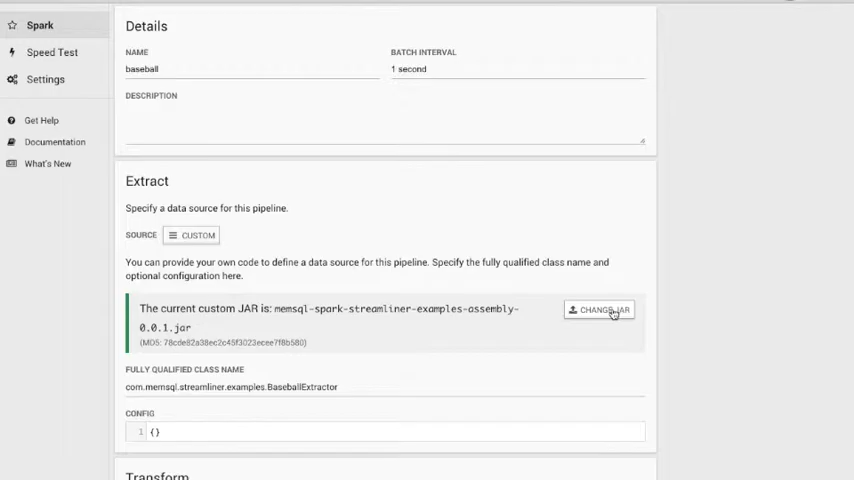 Spark
Speed Test
Settings
Get Help
Documentation
What's New
Details
NAME
BATCH INTERVAL
baseball
1 second
DESCRIPTION
Extract
Specify a data source for this pipeline.
SOURCE
CUSTOM
You can provide your own code to define a data source for this pipeline. Specify the fully qualified class name and
optional configuration here.
The current custom JAR is: memsql-spark-streamliner-examples-assembly-
0.0.1.jar
CHANGE JAR
(MD5: 78cde82a38ec2c45f3023ecee7f8b580)
FULLY QUALIFIED CLASS NAME
com.memsql.streamliner.examples.BaseballExtractor
CONFIG
1 {}
Transform